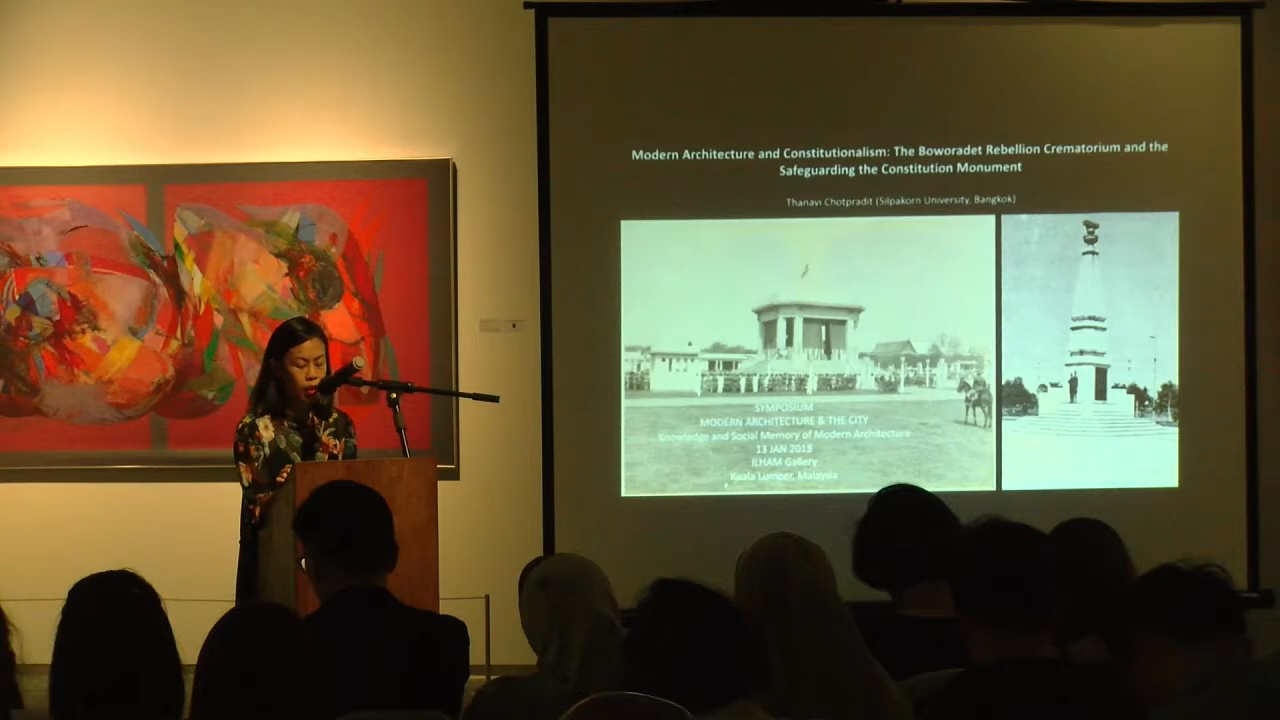 Modern Architecture and Constitutionalism: The Boworadet Rebellion Crematorium and the
Safeguarding the Constitution Monument
Thanavi Chotpradit (Silpakorn University, Bangkok)
SYMPOSIUM
MODERN ARCHITECTURE & THE CITY
Knowledge and Social Memory of Modern Architecture
13 JAN 2018
ILHAM Gallery
Kuala Lumper, Malaysia